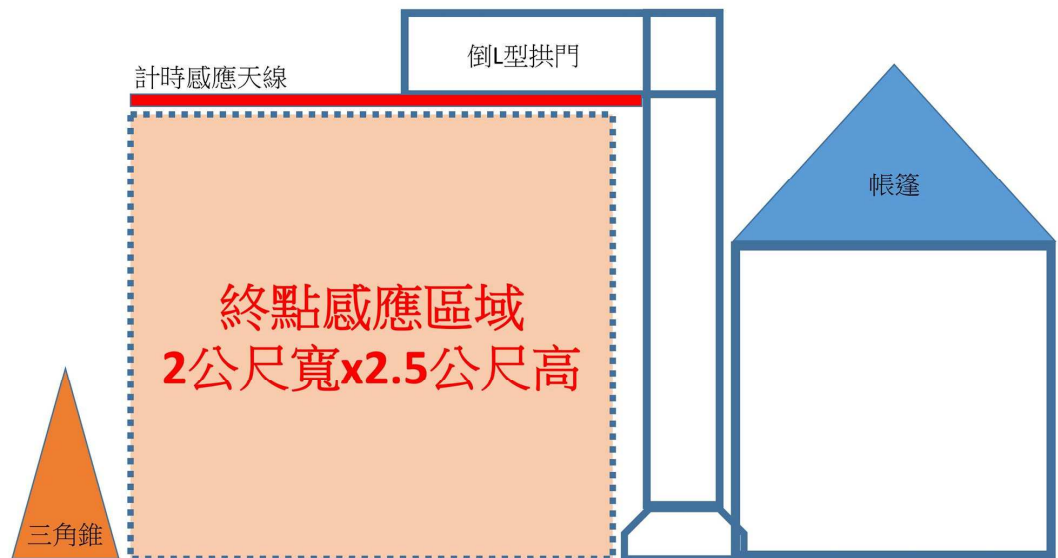 倒L型拱門
計時感應天線
帳篷
終點感應區域
2公尺寬x2.5公尺高
三角錐